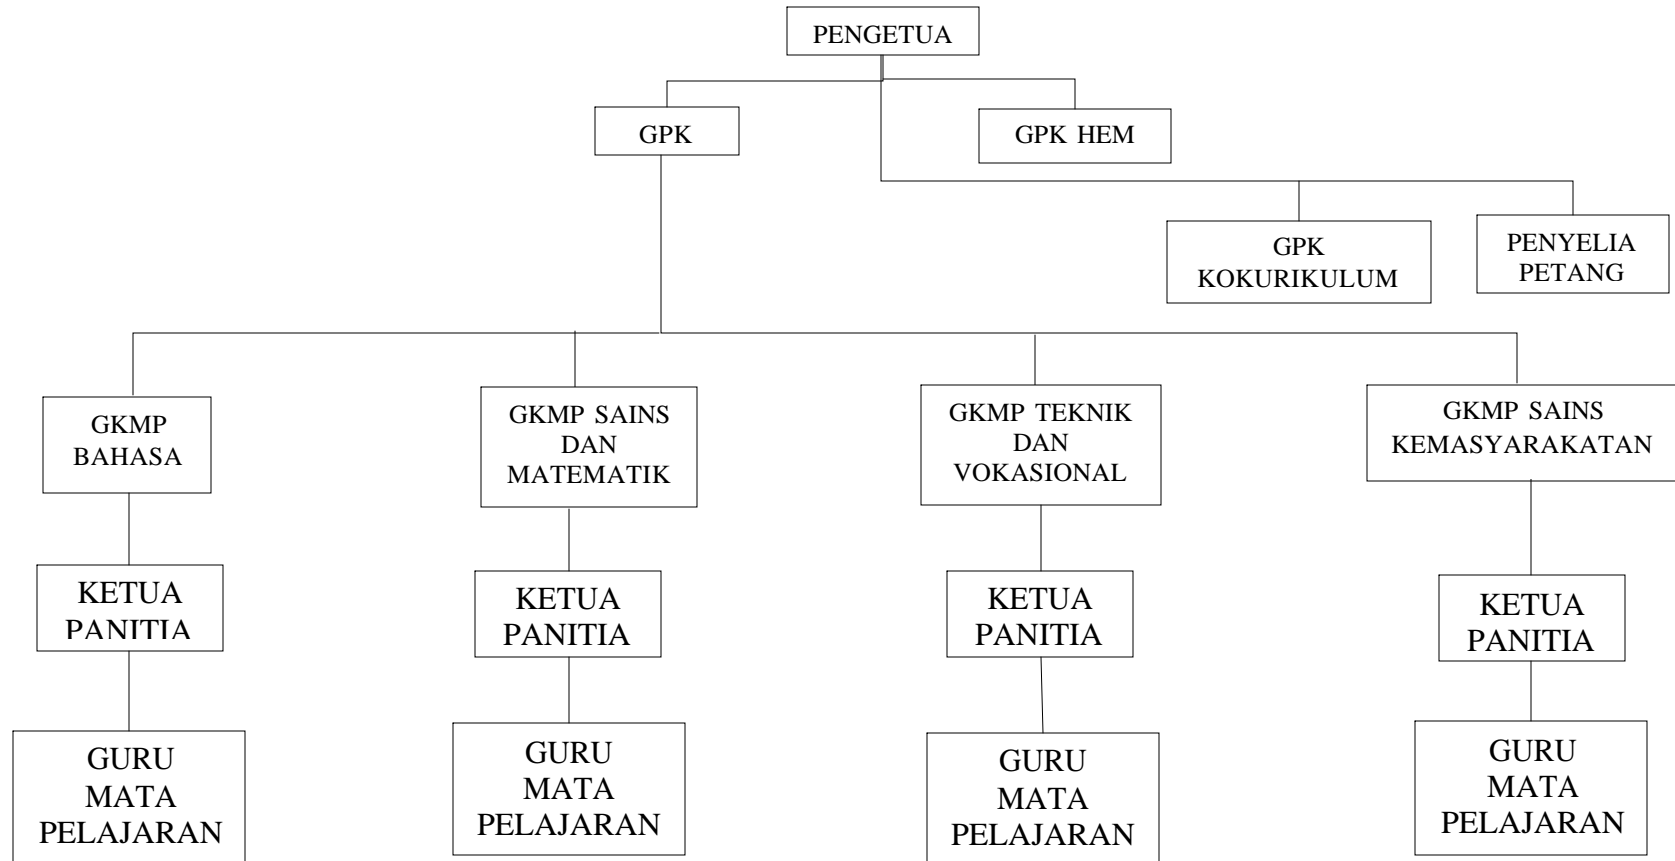 PENGETUA
GPK
GPK HEM
GPK
KOKURIKULUM
PENYELIA
PETANG
GKMP
BAHASA
GKMP SAINS
DAN
MATEMATIK
GKMP TEKNIK
DAN
VOKASIONAL
GKMP SAINS
KEMASYARAKATAN
KETUA
PANITIA
KETUA
PANITIA
KETUA
PANITIA
KETUA
PANITIA
GURU
MATA
PELAJARAN
GURU
MATA
PELAJARAN
GURU
MATA
PELAJARAN
GURU
MATA
PELAJARAN